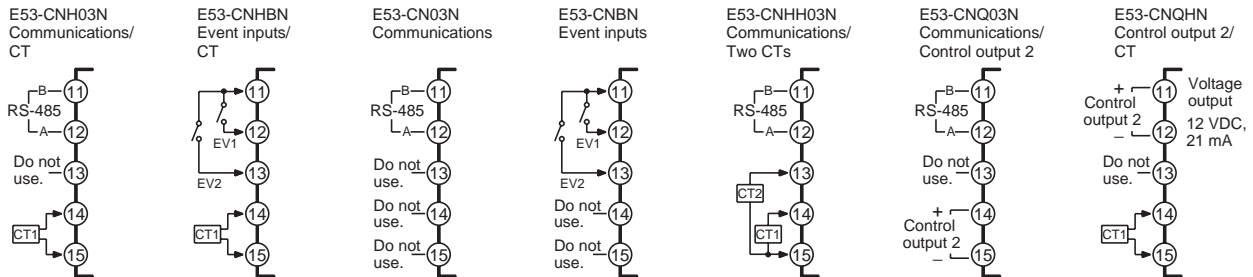 E53-CNH03N
Communications/
CT
B
RS-485
A
Do not
use.
CT1
11
12
13
14
15
E53-CNHBN
Event inputs/
CT
EV1
EV2
CT1
11
12
13
14
15
E53-CN03N
Communications
B
RS-485
A
Do not
use.
Do not
use.
Do not
use.
11
12
13
14
15
E53-CNBN
Event inputs
EV1
EV2
Do not
use.
Do not
use.
11
12
13
14
15
E53-CNHH03N
Communications/
Two CTs
B
RS-485
A
CT2
CT1
11
12
13
14
15
E53-CNQ03N
Communications/
Control output 2
B
RS-485
A
Do not
use.
+
Control
output 2
−
11
12
13
14
15
E53-CNQHN
Control output 2/
CT
+
Control
output 2
−
Do not
use.
CT1
11
12
13
14
15
Voltage
output
12 VDC,
21 mA